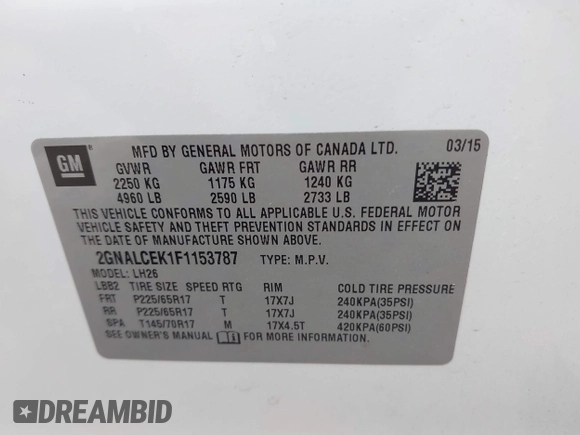 GM
MFD BY GENERAL MOTORS OF CANADA LTD. 03/15
GVWR GAWR FRT GAWR RR
2250 KG 1175 KG 1240 KG
4960 LB 2590 LB 2733 LB
THIS VEHICLE CONFORMS TO ALL APPLICABLE U.S. FEDERAL MOTOR
VEHICLE SAFETY AND THEFT PREVENTION STANDARDS IN EFFECT ON
THE DATE OF MANUFACTURE SHOWN ABOVE.
2GNALCEK1F1153787 TYPE: M.P.V.
MODEL: LH26
LBB2 TIRE SIZE SPEED RTG RIM COLD TIRE PRESSURE
FRT P225/65R17 T 17X7J 240KPA(35PSI)
RR P225/65R17 T 17X7J 240KPA(35PSI)
SPA T145/70R17 M 17X4.5T 420KPA(60PSI)
SEE OWNER'S MANUAL FOR MORE INFORMATION.
DREAMBID